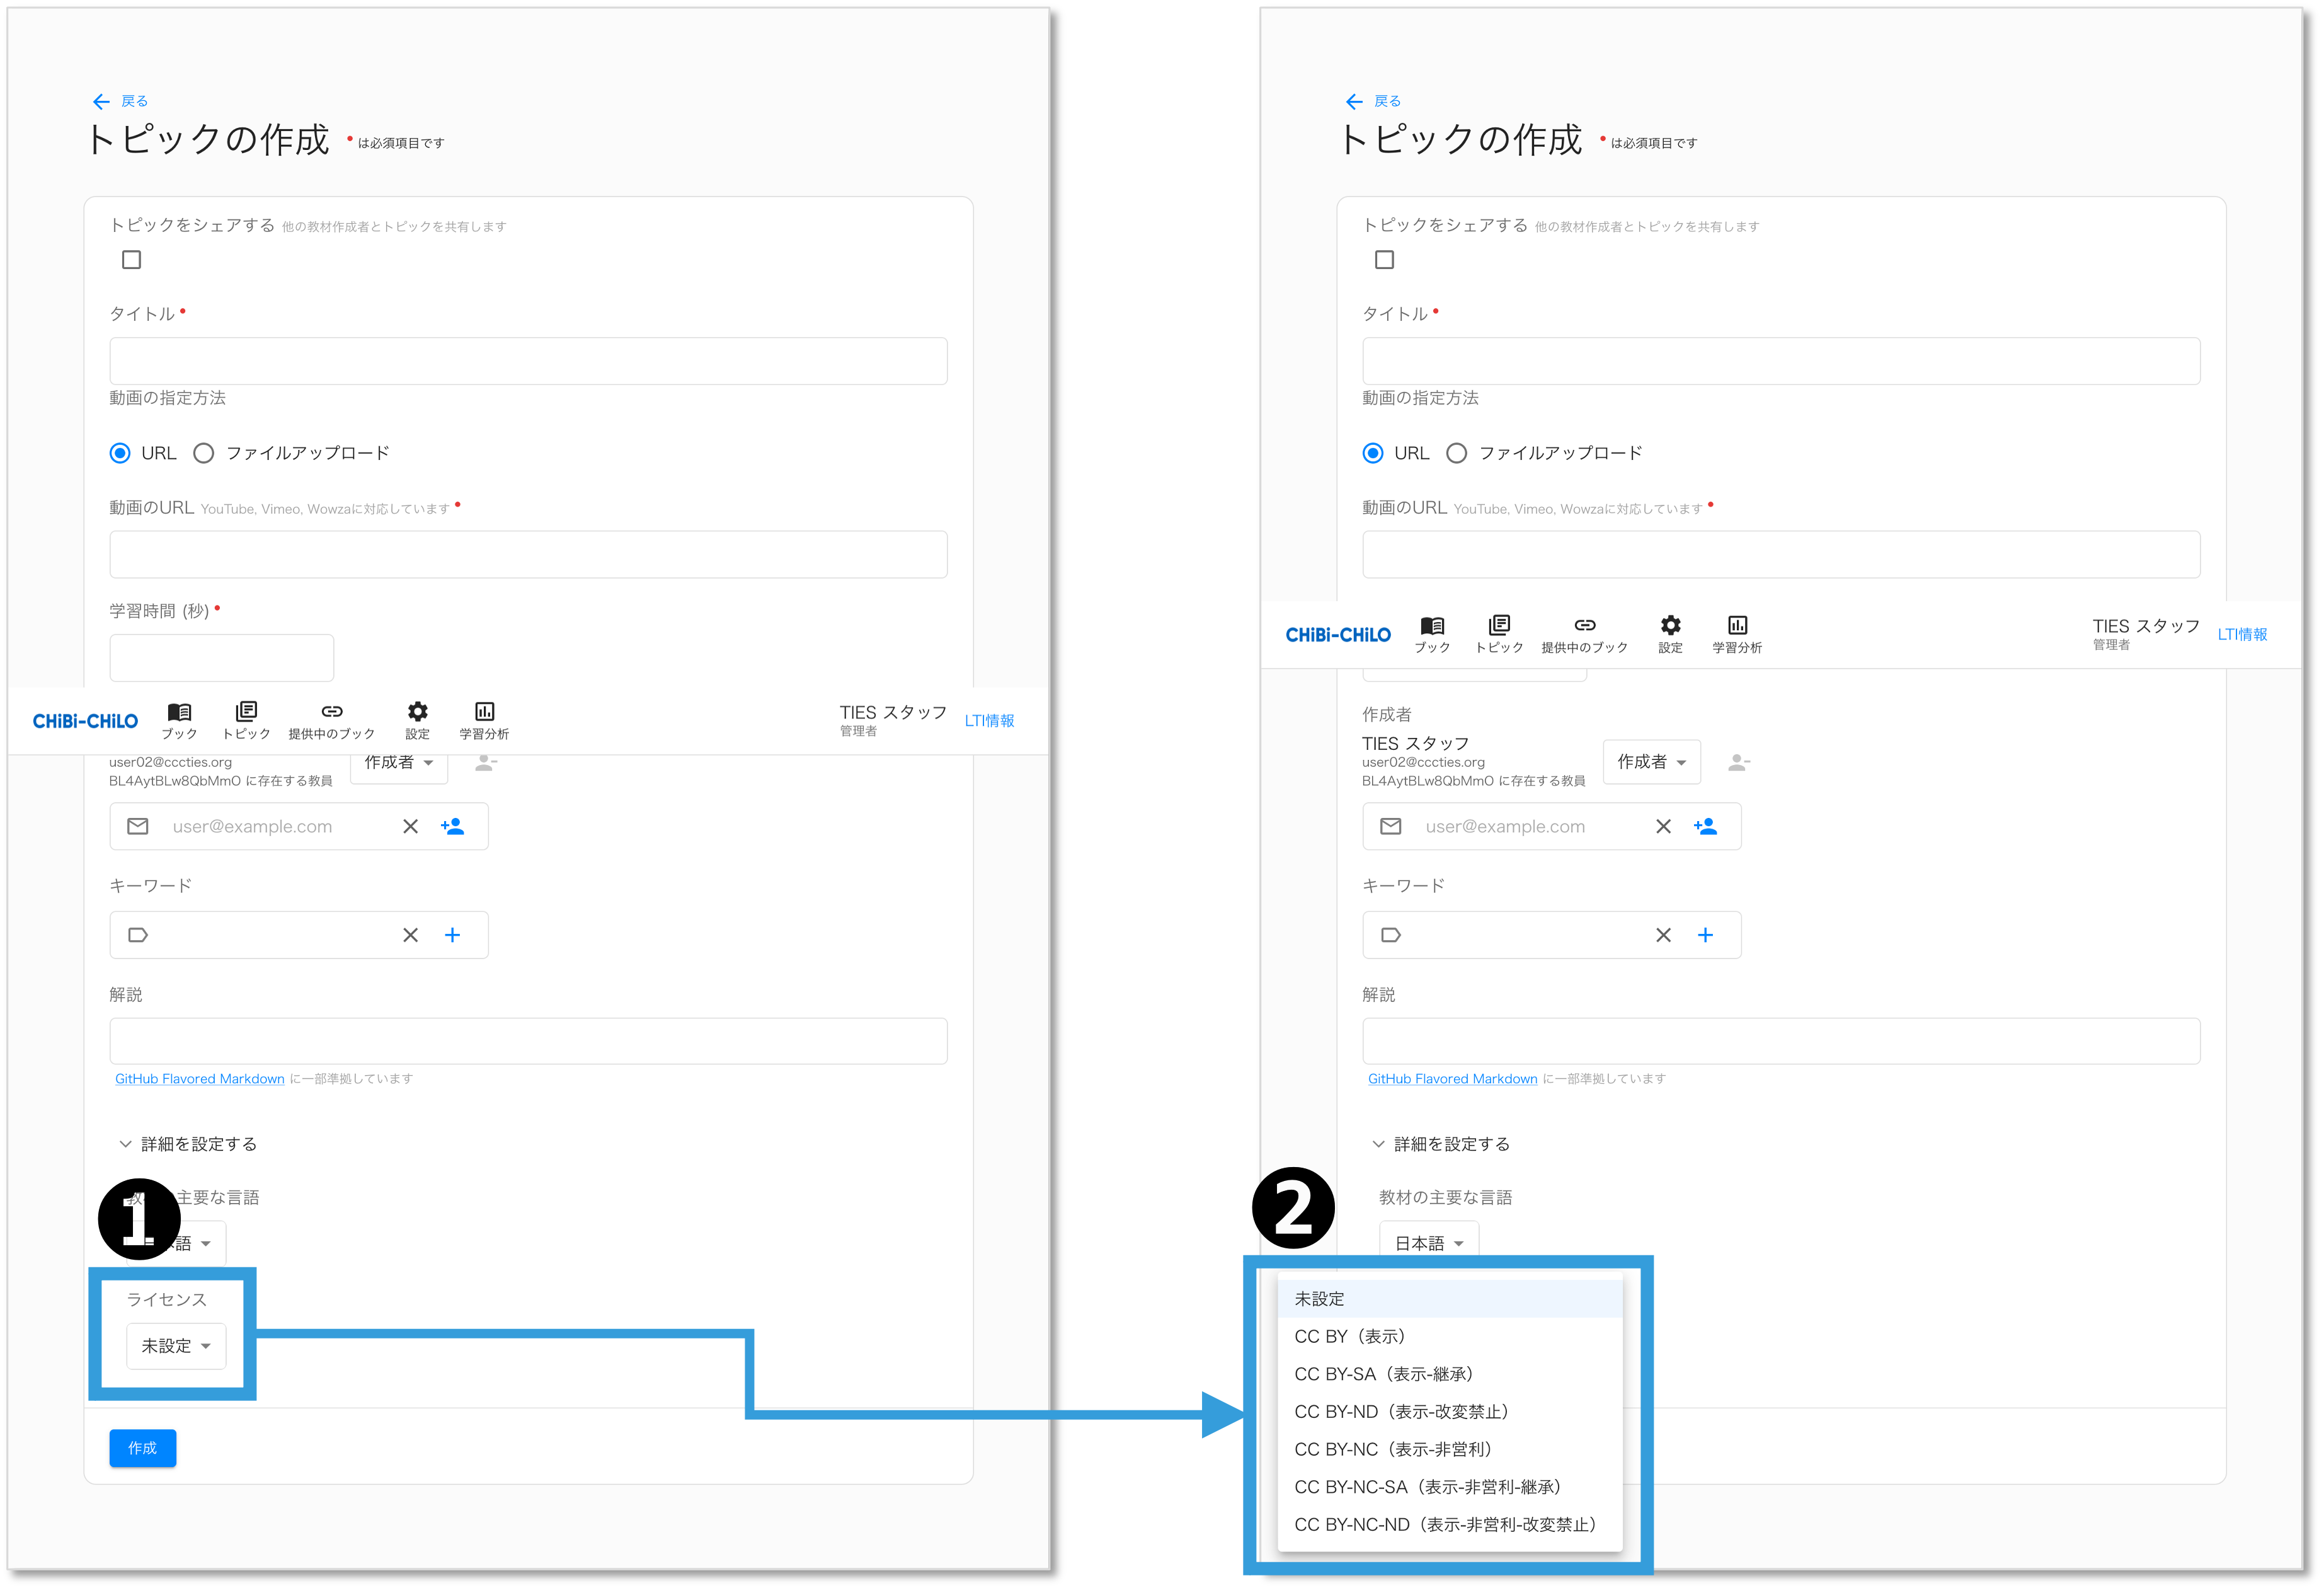 戻る
トピックの作成 * は必須項目です
トピックをシェアする 他の教材作成者とトピックを共有します
タイトル *
動画の指定方法
URL ファイルアップロード
動画のURL YouTube, Vimeo, Wowzaに対応しています *
学習時間 (秒) *
CHiBi-CHiLO ブック トピック 提供中のブック 設定 学習分析 TIES スタッフ 管理者 LTI情報
user02@cccties.org
BL4AytBLw8QbMmO に存在する教員
作成者
user@example.com
キーワード
解説
GitHub Flavored Markdown に一部準拠しています
詳細を設定する
1
主要な言語
語
ライセンス
未設定
作成
戻る
トピックの作成 * は必須項目です
トピックをシェアする 他の教材作成者とトピックを共有します
タイトル *
動画の指定方法
URL ファイルアップロード
動画のURL YouTube, Vimeo, Wowzaに対応しています *
CHiBi-CHiLO ブック トピック 提供中のブック 設定 学習分析 TIES スタッフ 管理者 LTI情報
作成者
TIES スタッフ
user02@cccties.org
BL4AytBLw8QbMmO に存在する教員
作成者
user@example.com
キーワード
解説
GitHub Flavored Markdown に一部準拠しています
詳細を設定する
2
教材の主要な言語
日本語
未設定
CC BY（表示）
CC BY-SA（表示-継承）
CC BY-ND（表示-改変禁止）
CC BY-NC（表示-非営利）
CC BY-NC-SA（表示-非営利-継承）
CC BY-NC-ND（表示-非営利-改変禁止）